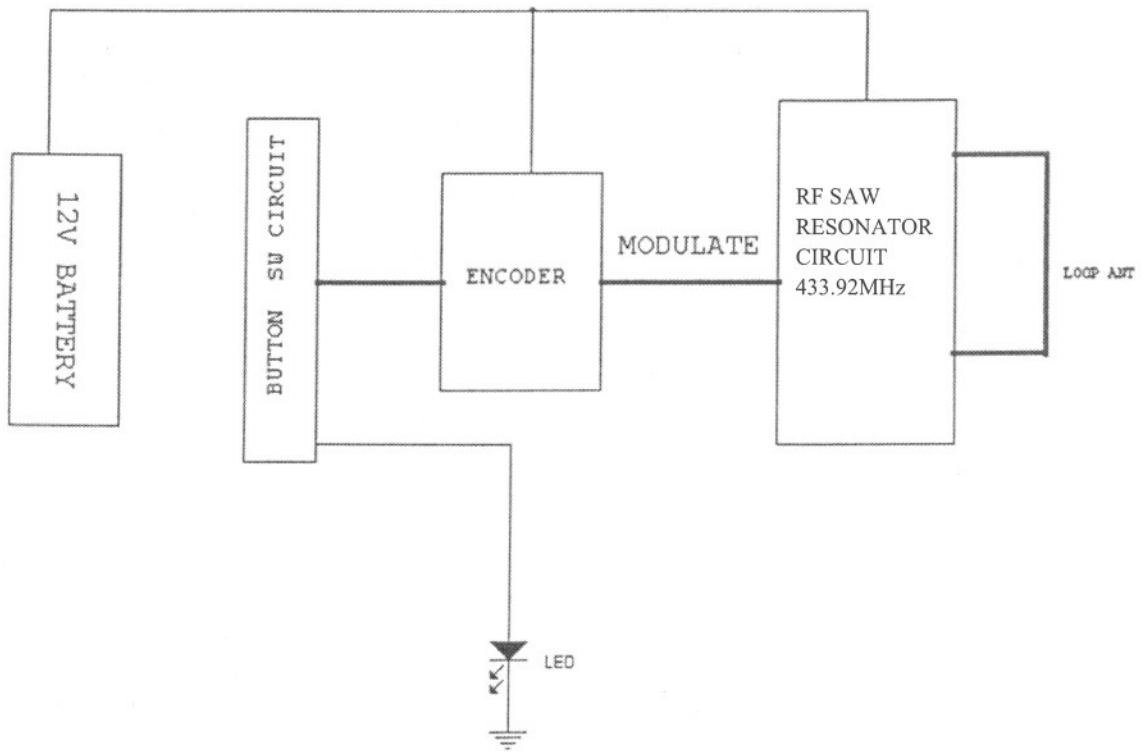 12V BATTERY
BUTTON SW CIRCUIT
ENCODER
MODULATE
RF SAW
RESONATOR
CIRCUIT
433.92MHz
LOOP ANT
LED